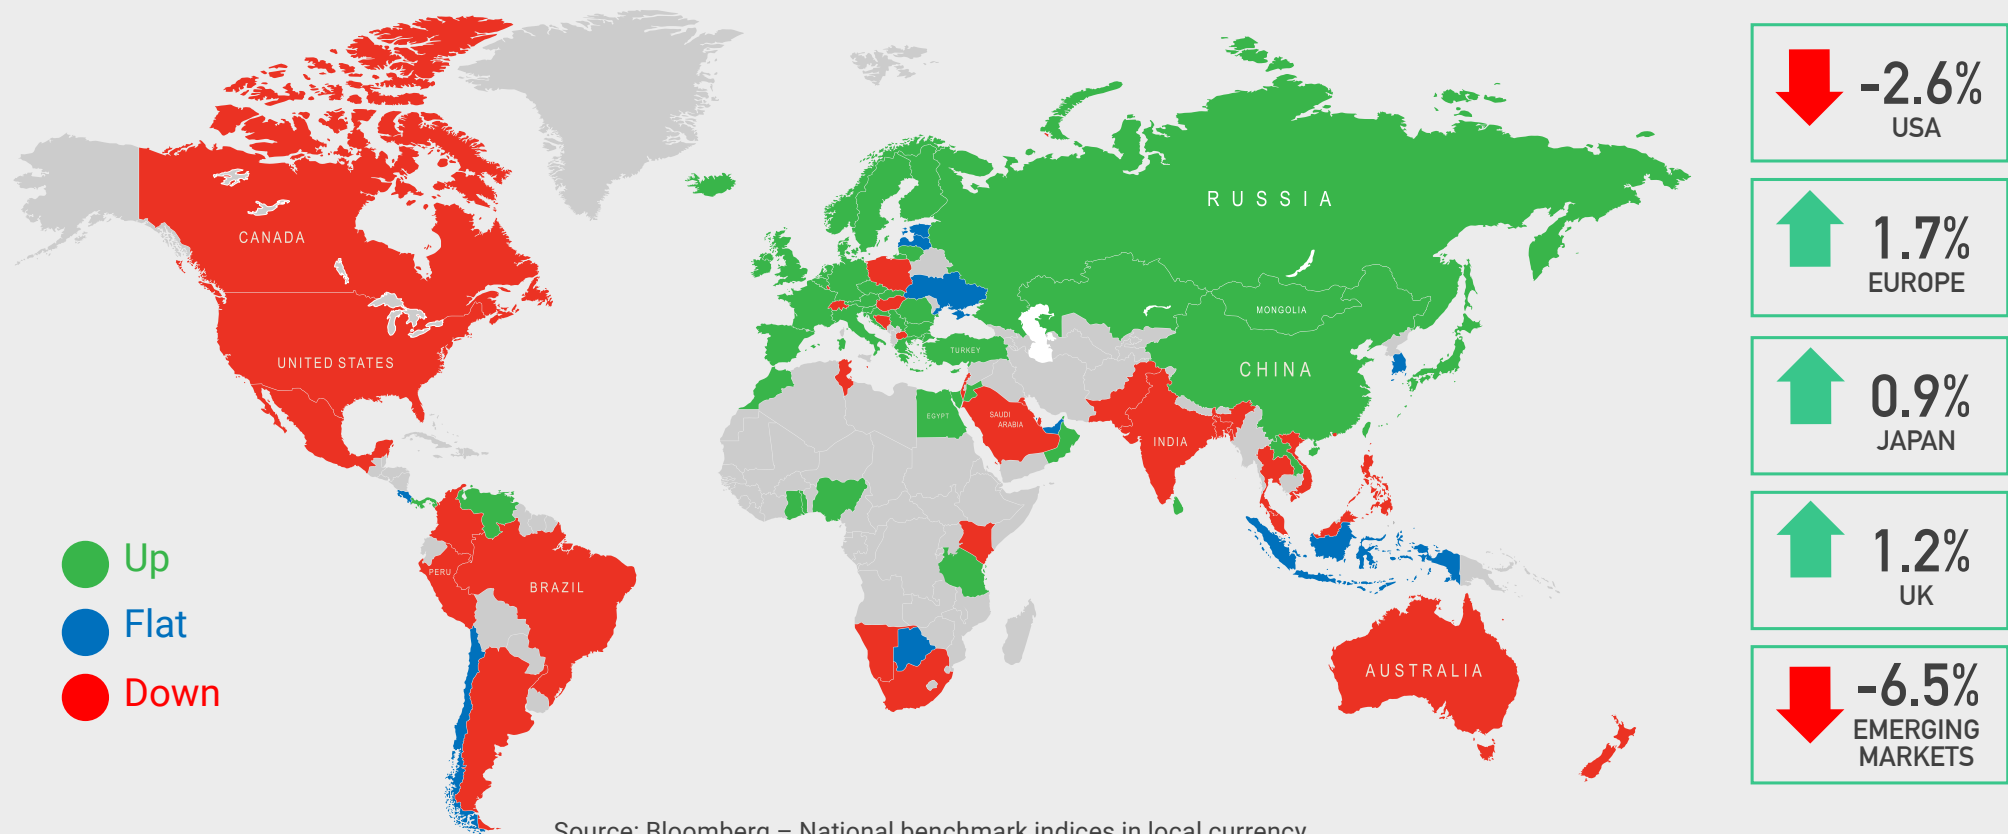 CANADA
UNITED STATES
PERU
BRAZIL
RUSSIA
MONGOLIA
CHINA
TURKEY
EGYPT
SAUDI
ARABIA
INDIA
AUSTRALIA
Up
Flat
Down
-2.6%
USA
1.7%
EUROPE
0.9%
JAPAN
1.2%
UK
-6.5%
EMERGING
MARKETS
Source: Bloomberg – National benchmark indices in local currency